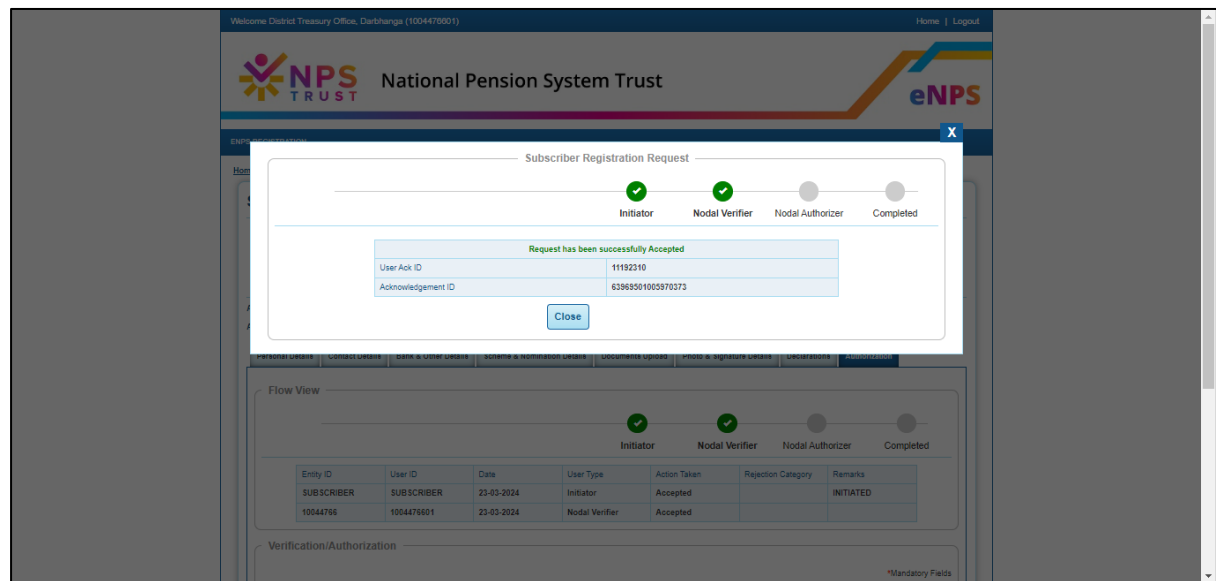 Welcome District Treasury Office, Darbhanga (1004476601) Home | Logout
NPS TRUST National Pension System Trust eNPS
X
Subscriber Registration Request
Initiator Nodal Verifier Nodal Authorizer Completed
Request has been successfully Accepted
User Ack ID 11192310
Acknowledgement ID 63969501005970373
Close
Personal Details Contact Details Bank & Other Details Scheme & Nomination Details Documents Upload Photo & Signature Details Declarations Authorization
Flow View
Initiator Nodal Verifier Nodal Authorizer Completed
Entity ID User ID Date User Type Action Taken Rejection Category Remarks
SUBSCRIBER SUBSCRIBER 23-03-2024 Initiator Accepted INITIATED
10044766 1004476601 23-03-2024 Nodal Verifier Accepted
Verification/Authorization
*Mandatory Fields